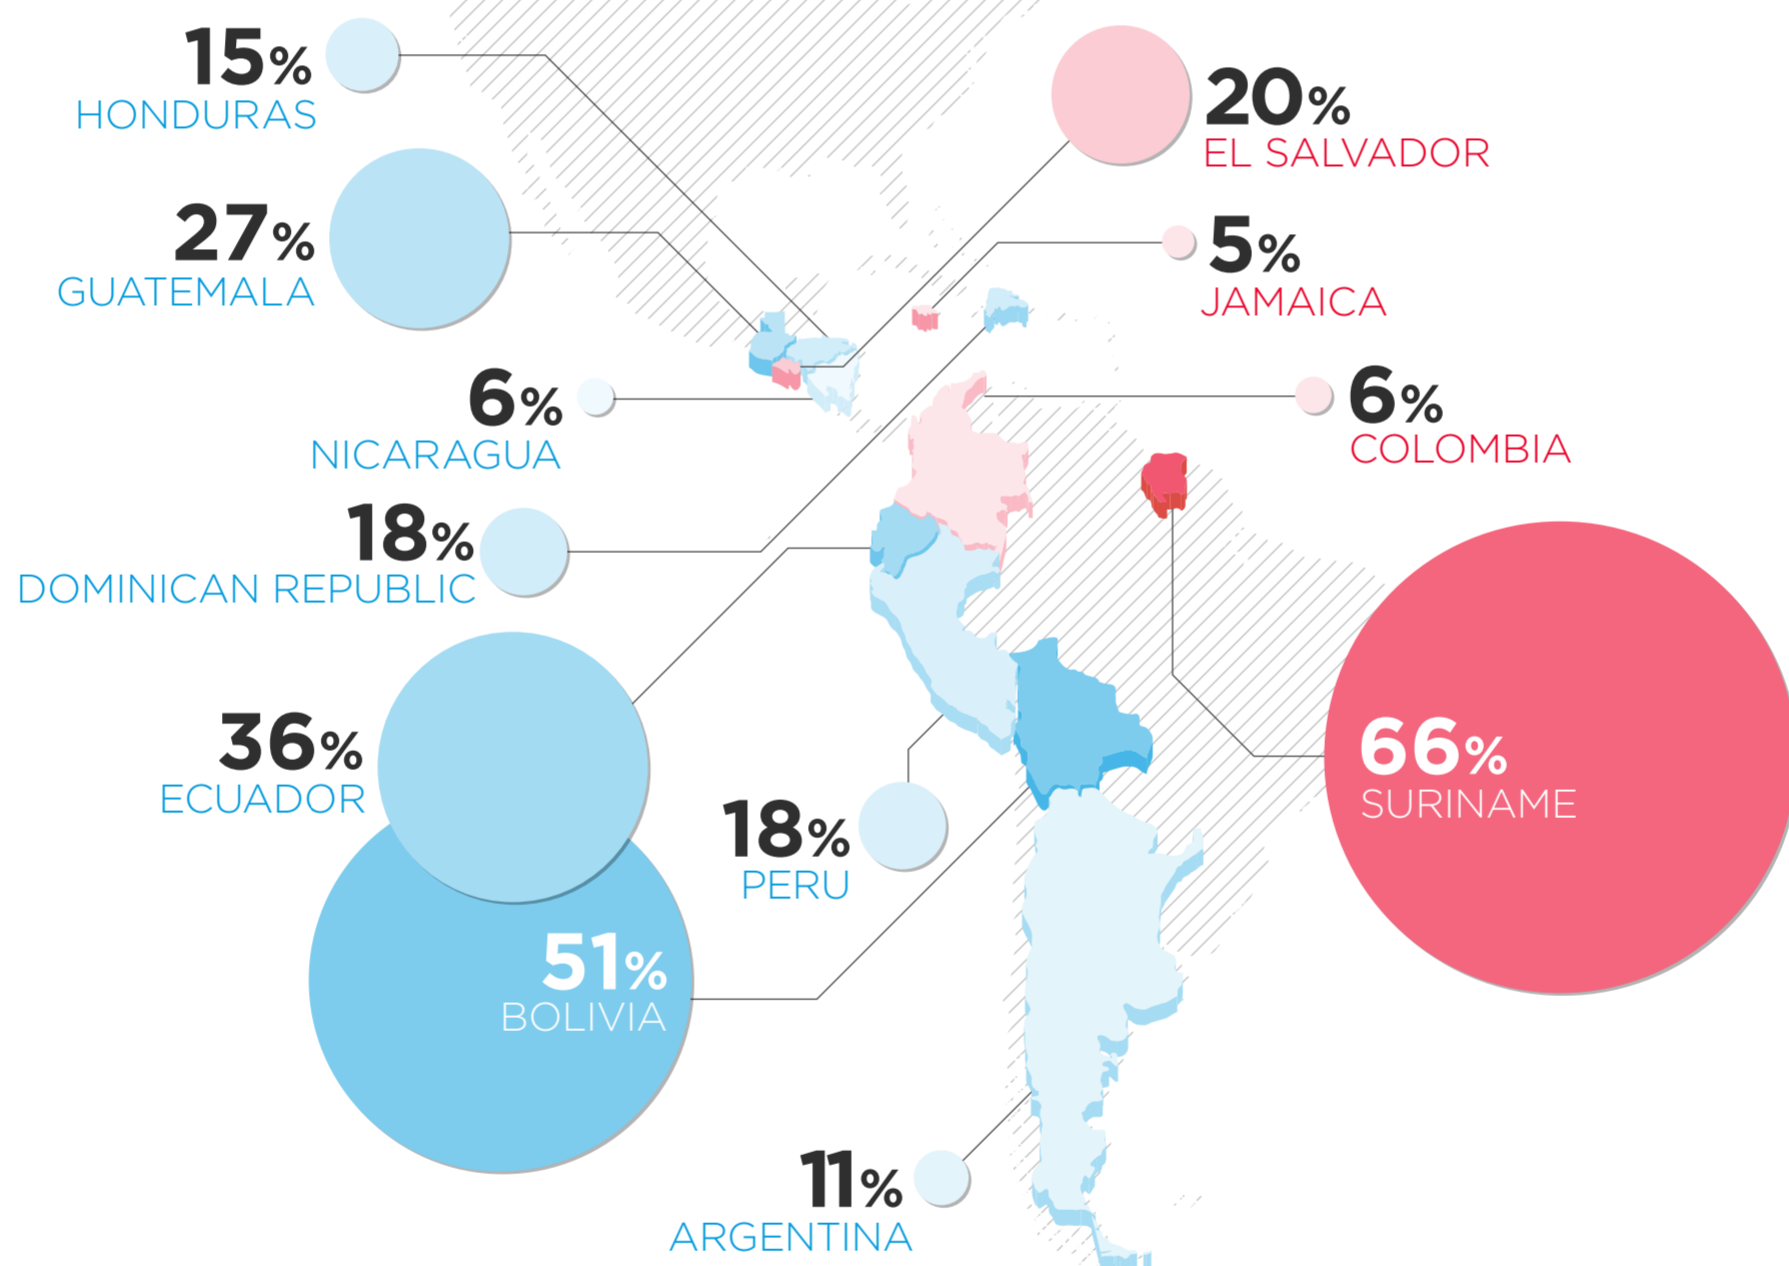 15%
HONDURAS
20%
EL SALVADOR
27%
GUATEMALA
5%
JAMAICA
6%
NICARAGUA
6%
COLOMBIA
18%
DOMINICAN REPUBLIC
36%
ECUADOR
66%
SURINAME
18%
PERU
51%
BOLIVIA
11%
ARGENTINA